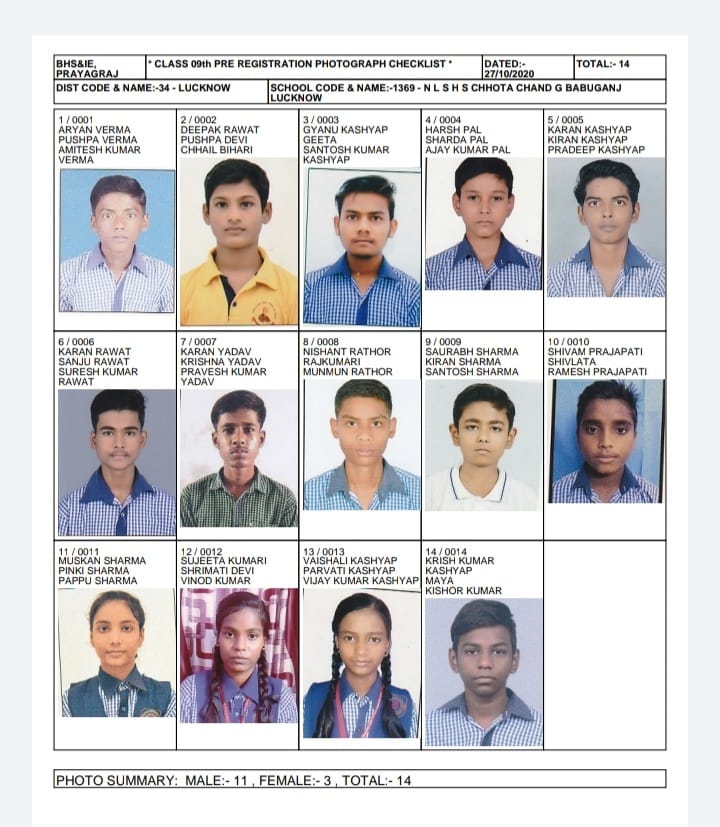 BHS&IE, PRAYAGRAJ
* CLASS 09th PRE REGISTRATION PHOTOGRAPH CHECKLIST *
DATED:- 27/10/2020
TOTAL:- 14
DIST CODE & NAME:-34 - LUCKNOW
SCHOOL CODE & NAME:-1369 - N L S H S CHHOTA CHAND G BABUGANJ
LUCKNOW
1 / 0001
ARYAN VERMA
PUSHPA VERMA
AMITESH KUMAR
VERMA
2 / 0002
DEEPAK RAWAT
PUSHPA DEVI
CHHAIL BIHARI
3 / 0003
GYANU KASHYAP
GEETA
SANTOSH KUMAR
KASHYAP
4 / 0004
HARSH PAL
SHARDA PAL
AJAY KUMAR PAL
5 / 0005
KARAN KASHYAP
KIRAN KASHYAP
PRADEEP KASHYAP
6 / 0006
KARAN RAWAT
SANJU RAWAT
SURESH KUMAR
RAWAT
7 / 0007
KARAN YADAV
KRISHNA YADAV
PRAVESH KUMAR
YADAV
8 / 0008
NISHANT RATHOR
RAJKUMARI
MUNMUN RATHOR
9 / 0009
SAURABH SHARMA
KIRAN SHARMA
SANTOSH SHARMA
10 / 0010
SHIVAM PRAJAPATI
SHIVLATA
RAMESH PRAJAPATI
11 / 0011
MUSKAN SHARMA
PINKI SHARMA
PAPPU SHARMA
12 / 0012
SUJEETA KUMARI
SHRIMATI DEVI
VINOD KUMAR
13 / 0013
VAISHALI KASHYAP
PARVATI KASHYAP
VIJAY KUMAR KASHYAP
14 / 0014
KRISH KUMAR
KASHYAP
MAYA
KISHOR KUMAR
PHOTO SUMMARY: MALE:- 11 , FEMALE:- 3 , TOTAL:- 14